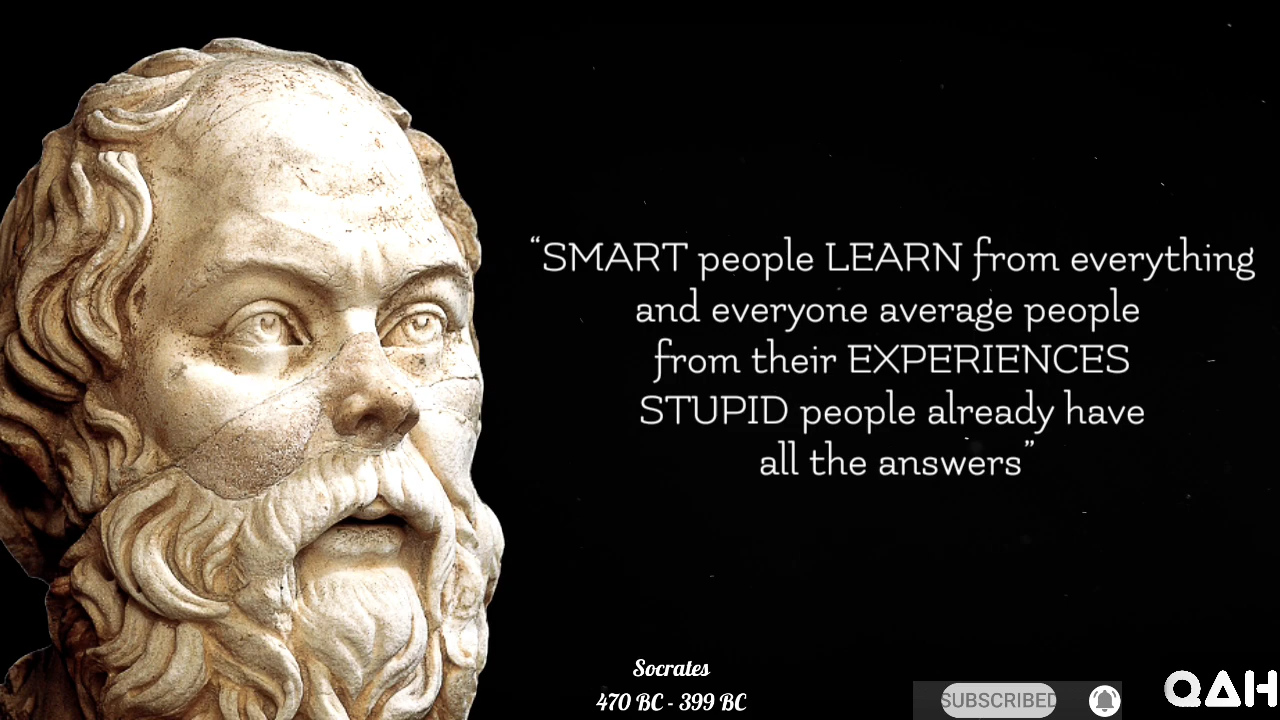 “SMART people LEARN from everything
and everyone average people
from their EXPERIENCES
STUPID people already have
all the answers”
Socrates
470 BC - 399 BC
SUBSCRIBED
QAH